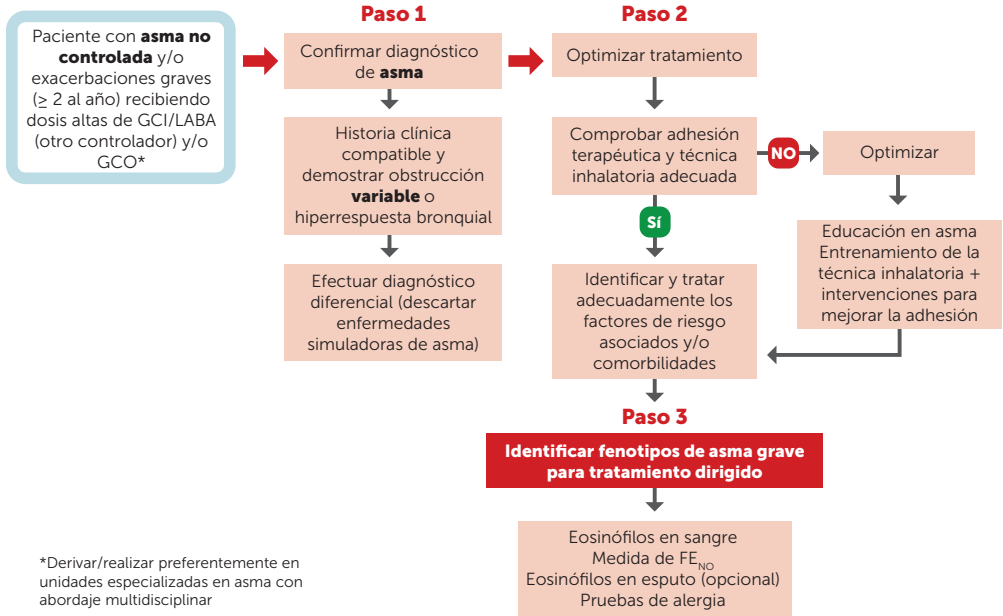 Paciente con asma no
controlada y/o
exacerbaciones graves
(≥ 2 al año) recibiendo
dosis altas de GCI/LABA
(otro controlador) y/o
GCO*
Paso 1
Confirmar diagnóstico
de asma
Historia clínica
compatible y
demostrar obstrucción
variable o
hiperrespuesta bronquial
Efectuar diagnóstico
diferencial (descartar
enfermedades
simuladoras de asma)
Paso 2
Optimizar tratamiento
Comprobar adhesión
terapéutica y técnica
inhalatoria adecuada
NO
Optimizar
Educación en asma
Entrenamiento de la
técnica inhalatoria +
intervenciones para
mejorar la adhesión
Sí
Identificar y tratar
adecuadamente los
factores de riesgo
asociados y/o
comorbilidades
Paso 3
Identificar fenotipos de asma grave
para tratamiento dirigido
Eosinófilos en sangre
Medida de FENO
Eosinófilos en esputo (opcional)
Pruebas de alergia
*Derivar/realizar preferentemente en
unidades especializadas en asma con
abordaje multidisciplinar